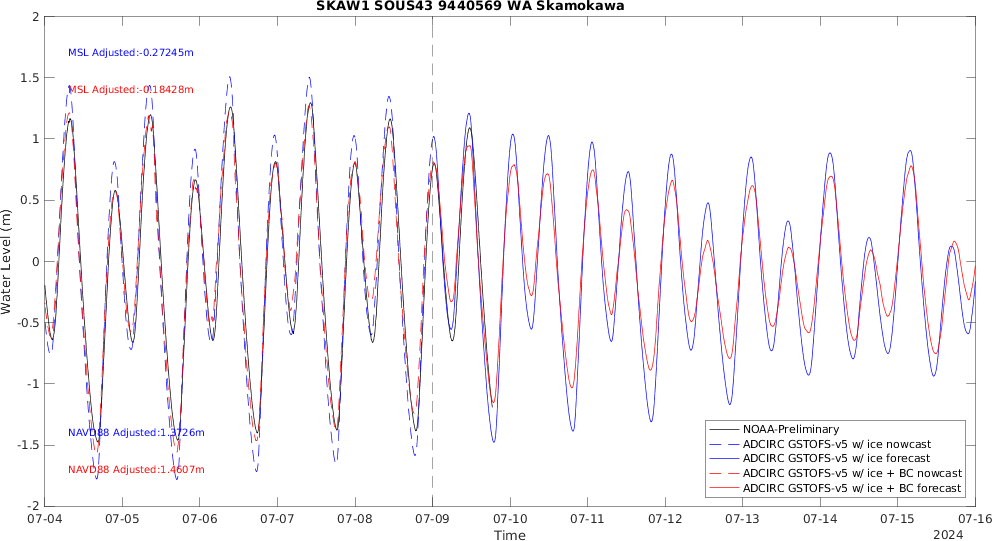 SKAW1 SOUS43 9440569 WA Skamokawa
2
1.5
1
0.5
0
-0.5
-1
-1.5
-2
Water Level (m)
MSL Adjusted:-0.27245m
MSL Adjusted:-0.18428m
NAVD88 Adjusted:1.3726m
NAVD88 Adjusted:1.4607m
NOAA-Preliminary
ADCIRC GSTOFS-v5 w/ ice nowcast
ADCIRC GSTOFS-v5 w/ ice forecast
ADCIRC GSTOFS-v5 w/ ice + BC nowcast
ADCIRC GSTOFS-v5 w/ ice + BC forecast
07-04 07-05 07-06 07-07 07-08 07-09 07-10 07-11 07-12 07-13 07-14 07-15 07-16
Time
2024